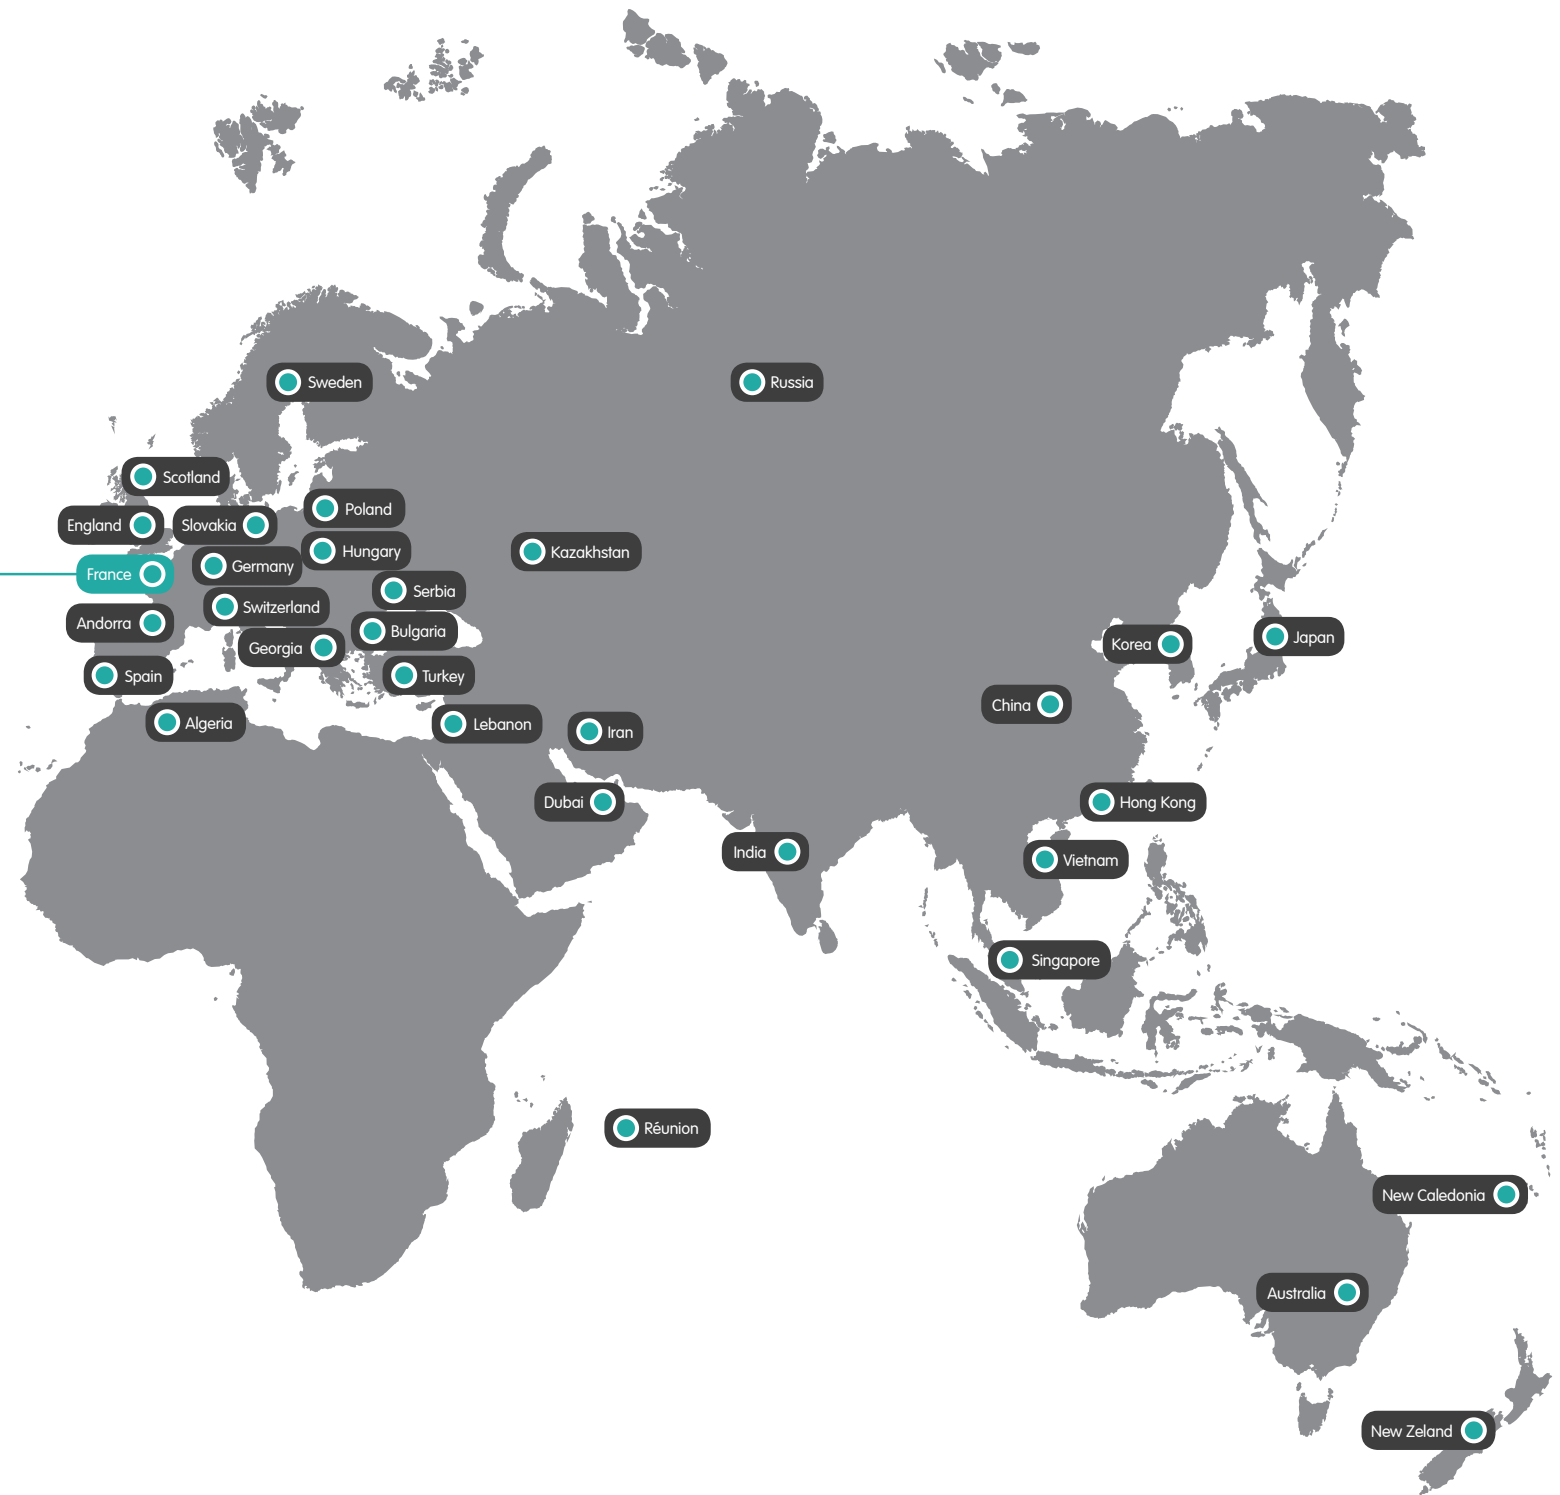 Sweden
Russia
Scotland
Poland
England
Slovakia
Hungary
Kazakhstan
Germany
France
Serbia
Switzerland
Andorra
Bulgaria
Georgia
Korea
Japan
Spain
Turkey
China
Algeria
Lebanon
Iran
Dubai
Hong Kong
India
Vietnam
Singapore
Réunion
New Caledonia
Australia
New Zeland